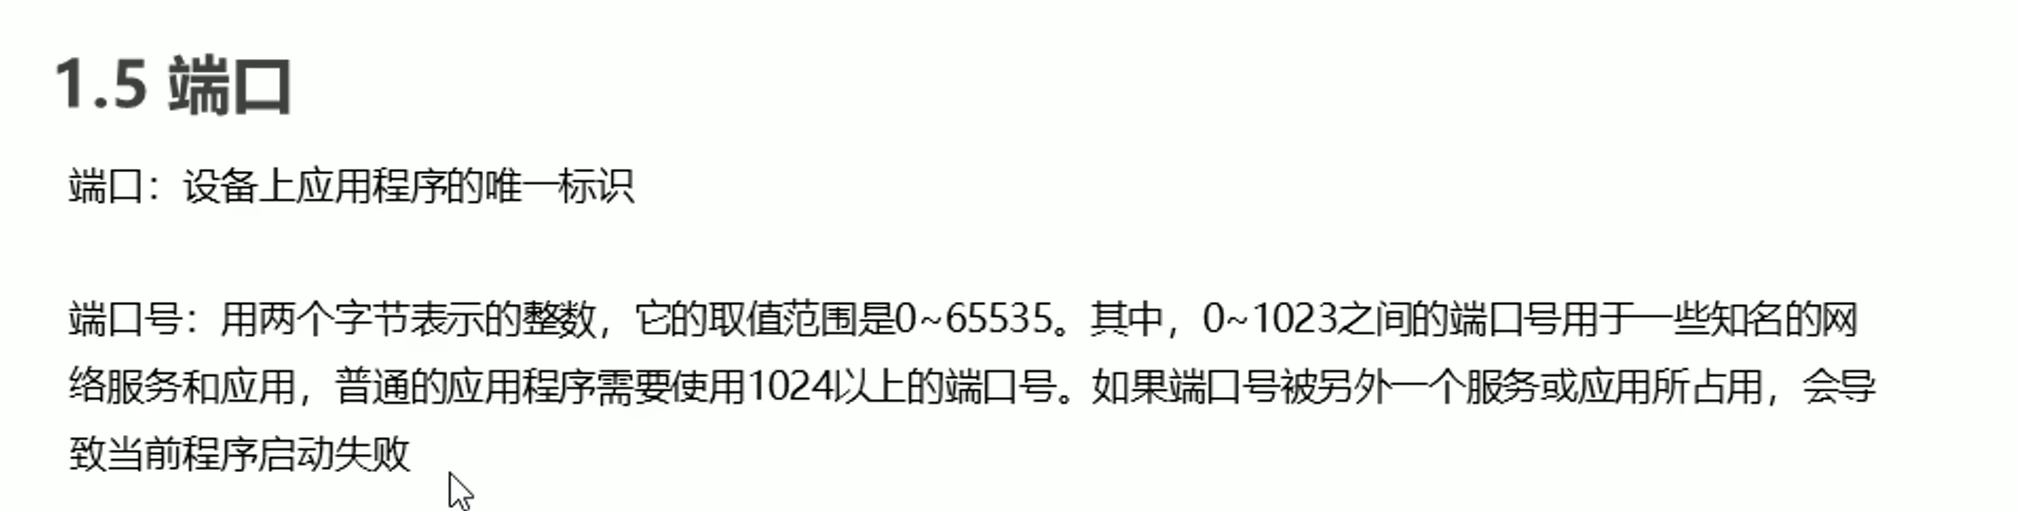 1.5 端口
端口：设备上应用程序的唯一标识
端口号：用两个字节表示的整数，它的取值范围是0~65535。其中，0~1023之间的端口号用于一些知名的网
络服务和应用，普通的应用程序需要使用1024以上的端口号。如果端口号被另外一个服务或应用所占用，会导
致当前程序启动失败